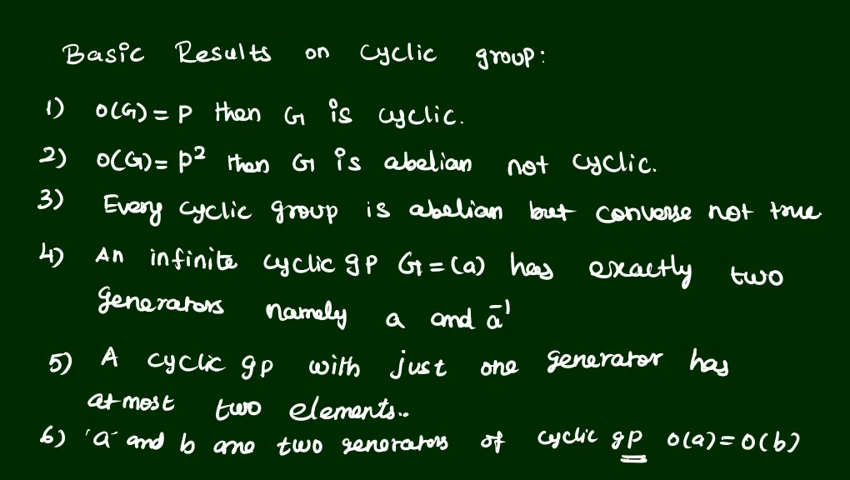 Basic Results on cyclic group:
1) O(G) = P then G is cyclic.
2) O(G) = P² then G is abelian not cyclic.
3) Every cyclic group is abelian but converse not true
4) An infinite cyclic gp G = (a) has exactly two
generators namely a and a⁻¹
5) A cyclic gp with just one generator has
atmost two elements..
6) 'a' and b are two generators of cyclic gp O(a) = O(b)